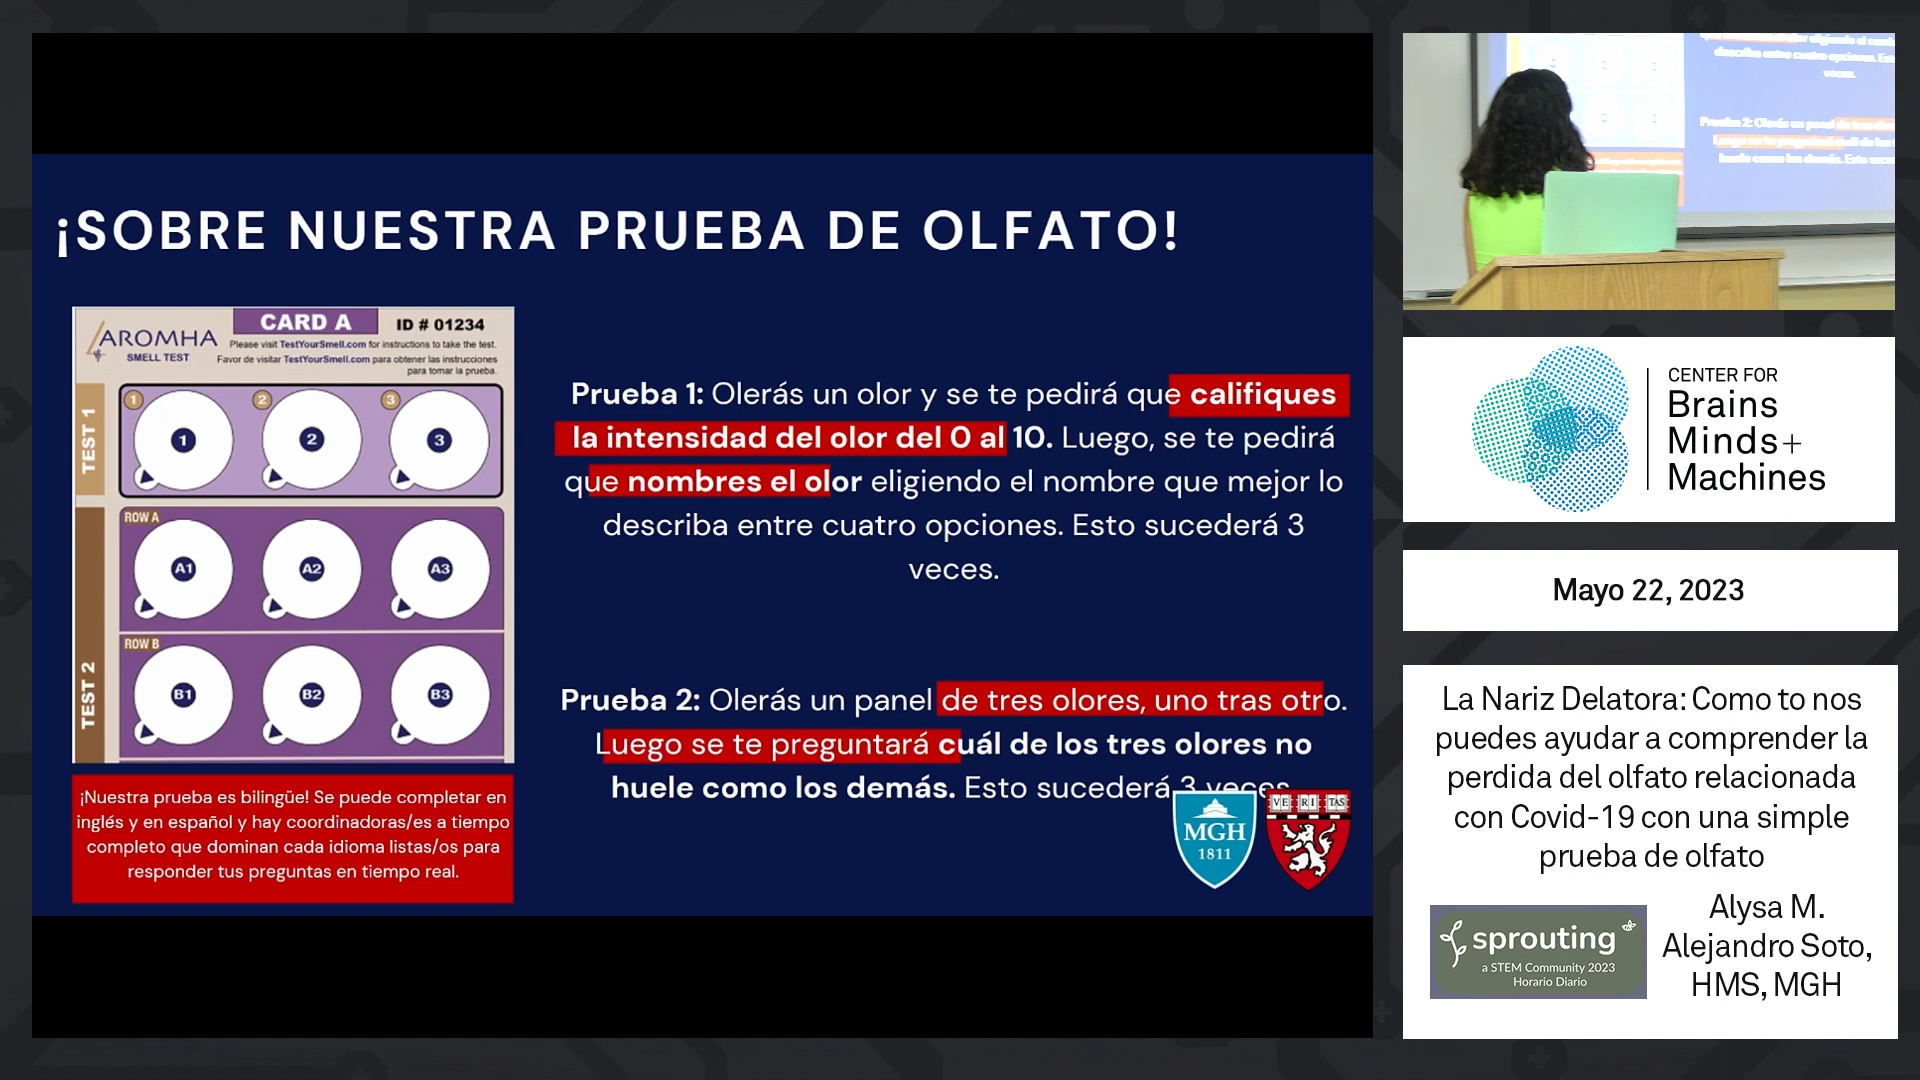 ¡SOBRE NUESTRA PRUEBA DE OLFATO!
AROMHA
SMELL TEST
CARD A
ID # 01234
Please visit TestYourSmell.com for instructions to take the test.
Favor de visitar TestYourSmell.com para obtener las instrucciones
para tomar la prueba.
TEST 1
1
2
3
1
2
3
TEST 2
ROW A
A1
A2
A3
ROW B
B1
B2
B3
¡Nuestra prueba es bilingüe! Se puede completar en
inglés y en español y hay coordinadoras/es a tiempo
completo que dominan cada idioma listas/os para
responder tus preguntas en tiempo real.
Prueba 1: Olerás un olor y se te pedirá que califiques
la intensidad del olor del 0 al 10. Luego, se te pedirá
que nombres el olor eligiendo el nombre que mejor lo
describa entre cuatro opciones. Esto sucederá 3
veces.
Prueba 2: Olerás un panel de tres olores, uno tras otro.
Luego se te preguntará cuál de los tres olores no
huele como los demás. Esto sucederá 3 veces.
MGH
1811
VE RI TAS
CENTER FOR
Brains
Minds+
Machines
Mayo 22, 2023
La Nariz Delatora: Como to nos
puedes ayudar a comprender la
perdida del olfato relacionada
con Covid-19 con una simple
prueba de olfato
sprouting
a STEM Community 2023
Horario Diario
Alysa M.
Alejandro Soto,
HMS, MGH